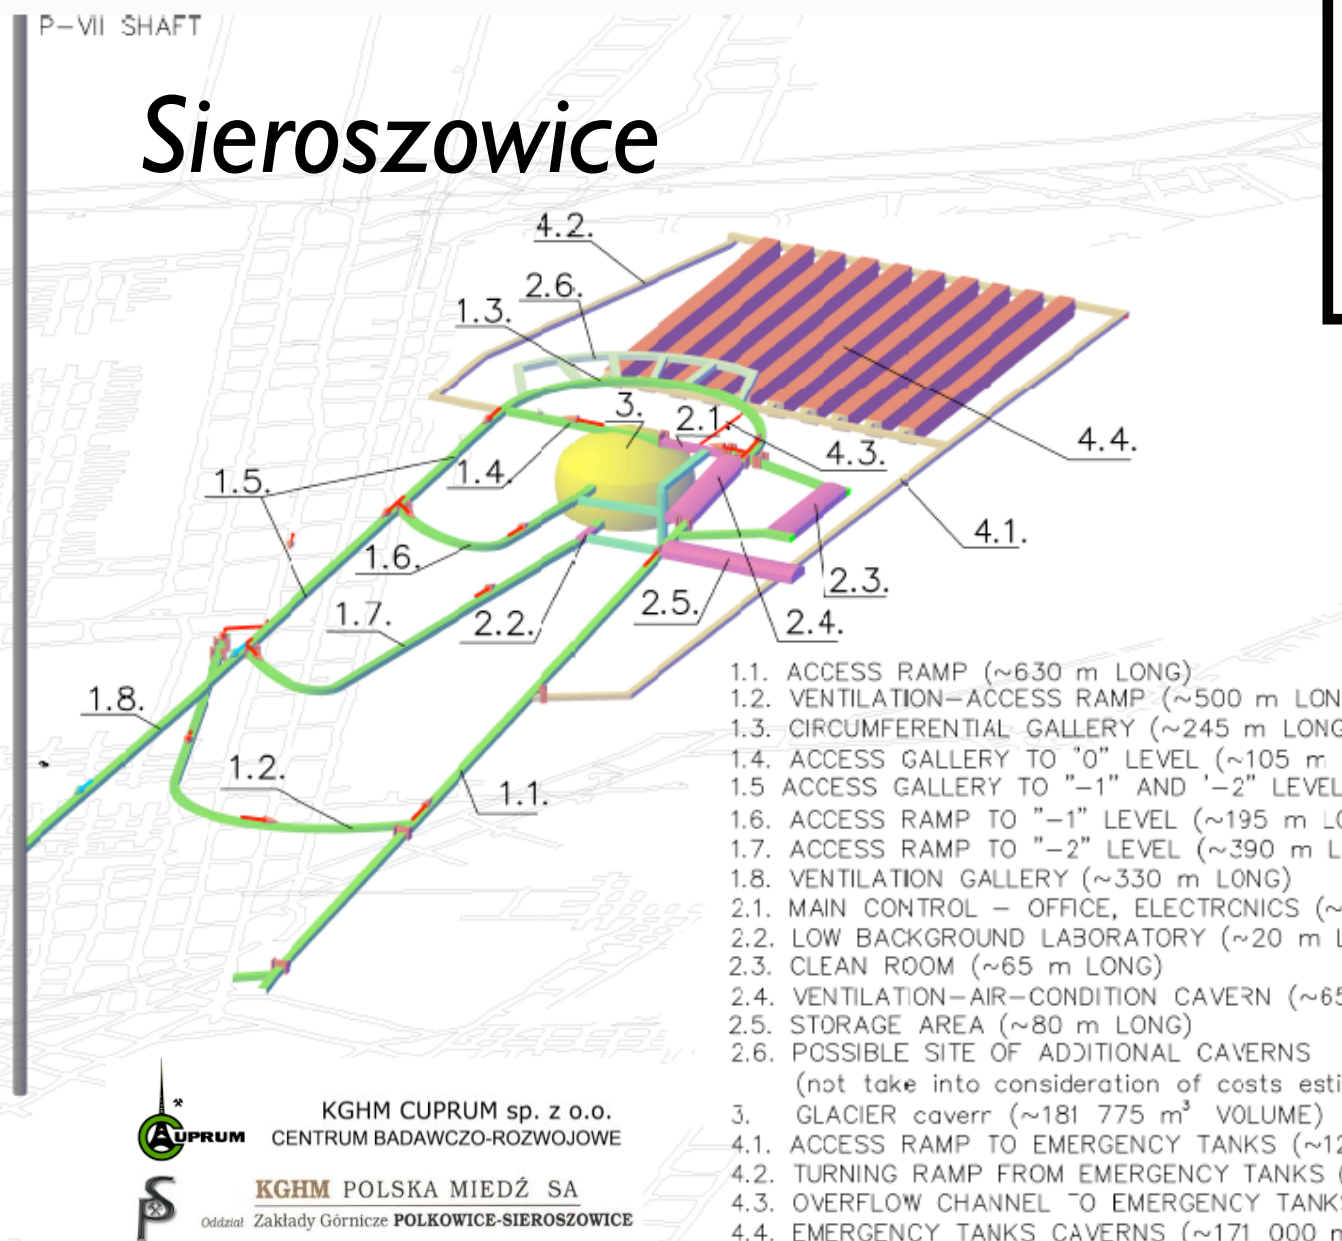 P-VII SHAFT
Sieroszowice
4.2.
2.6.
1.3.
3.
2.1.
4.3.
4.4.
1.4.
1.5.
4.1.
1.6.
2.3.
2.5.
1.7.
2.2.
2.4.
1.8.
1.2.
1.1.
1.1. ACCESS RAMP (~630 m LONG)
1.2. VENTILATION-ACCESS RAMP (~500 m LON
1.3. CIRCUMFERENTIAL GALLERY (~245 m LONG
1.4. ACCESS GALLERY TO "0" LEVEL (~105 m
1.5 ACCESS GALLERY TO "-1" AND '-2" LEVEL
1.6. ACCESS RAMP TO "-1" LEVEL (~195 m LO
1.7. ACCESS RAMP TO "-2" LEVEL (~390 m L
1.8. VENTILATION GALLERY (~330 m LONG)
2.1. MAIN CONTROL - OFFICE, ELECTRCNICS (~
2.2. LOW BACKGROUND LABORATORY (~20 m L
2.3. CLEAN ROOM (~65 m LONG)
2.4. VENTILATION-AIR-CONDITION CAVERN (~65
2.5. STORAGE AREA (~80 m LONG)
2.6. POSSIBLE SITE OF ADDITIONAL CAVERNS
(not take into consideration of costs esti
3. GLACIER caverr (~181 775 m³ VOLUME)
4.1. ACCESS RAMP TO EMERGENCY TANKS (~12
4.2. TURNING RAMP FROM EMERGENCY TANKS (
4.3. OVERFLOW CHANNEL TO EMERGENCY TANKS
4.4. EMERGENCY TANKS CAVERNS (~171 000 m
CUPRUM
KGHM CUPRUM sp. z o.o.
CENTRUM BADAWCZO-ROZWOJOWE
KGHM POLSKA MIEDŹ SA
Oddział Zakłady Górnicze POLKOWICE-SIEROSZOWICE